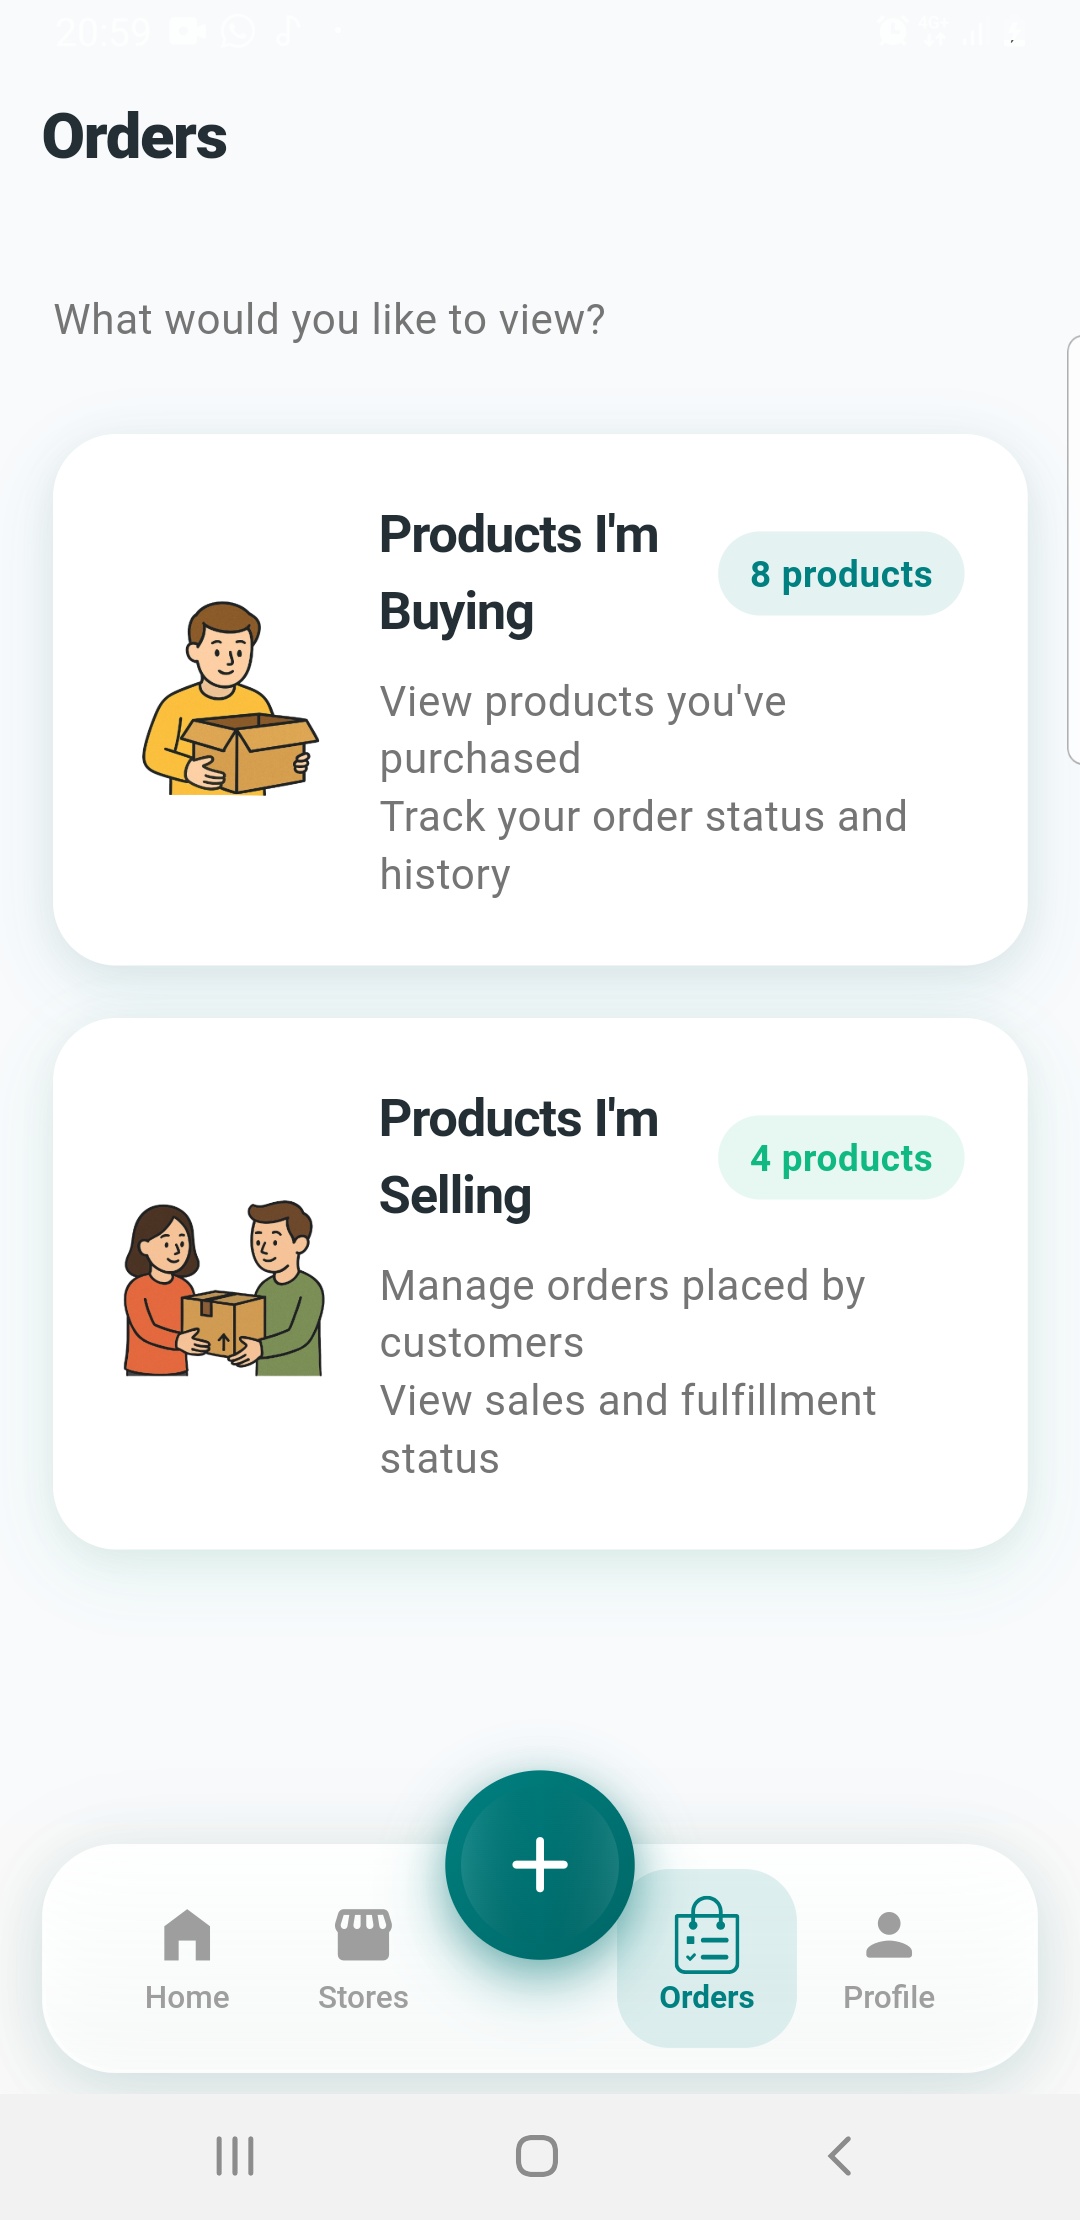 20:59
Orders
What would you like to view?
Products I'm
Buying
8 products
View products you've
purchased
Track your order status and
history
Products I'm
Selling
4 products
Manage orders placed by
customers
View sales and fulfillment
status
Home
Stores
Orders
Profile